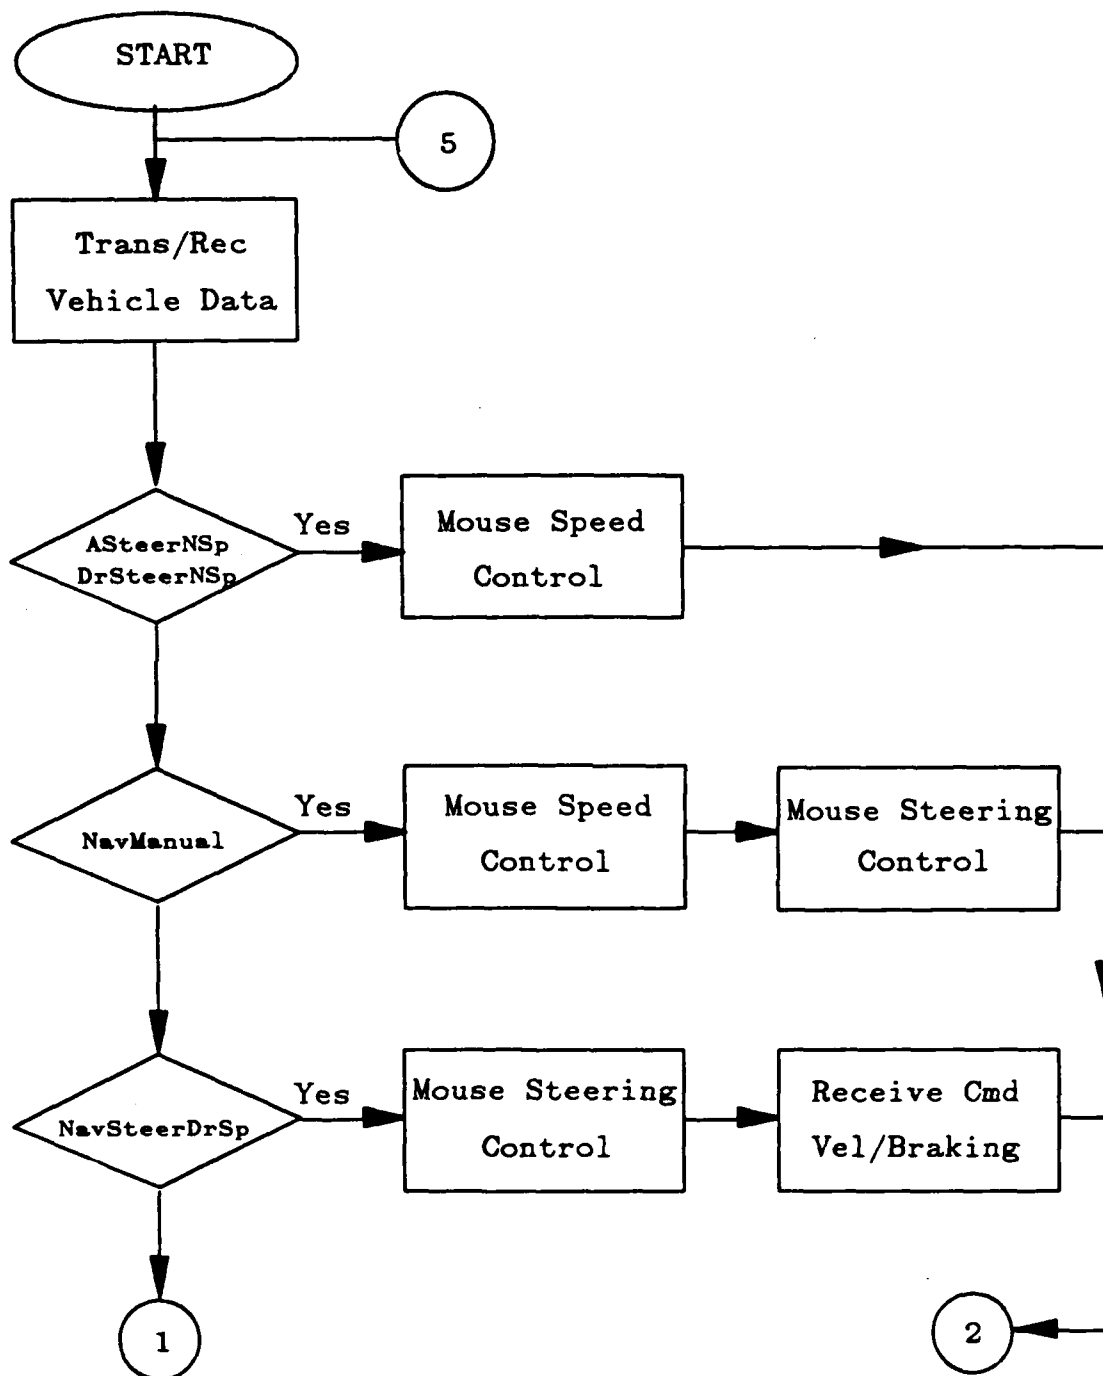 START
5
Trans/Rec
Vehicle Data
ASteerNSp
DrSteerNSp
Yes
Mouse Speed
Control
NavManual
Yes
Mouse Speed
Control
Mouse Steering
Control
NavSteerDrSp
Yes
Mouse Steering
Control
Receive Cmd
Vel/Braking
1
2